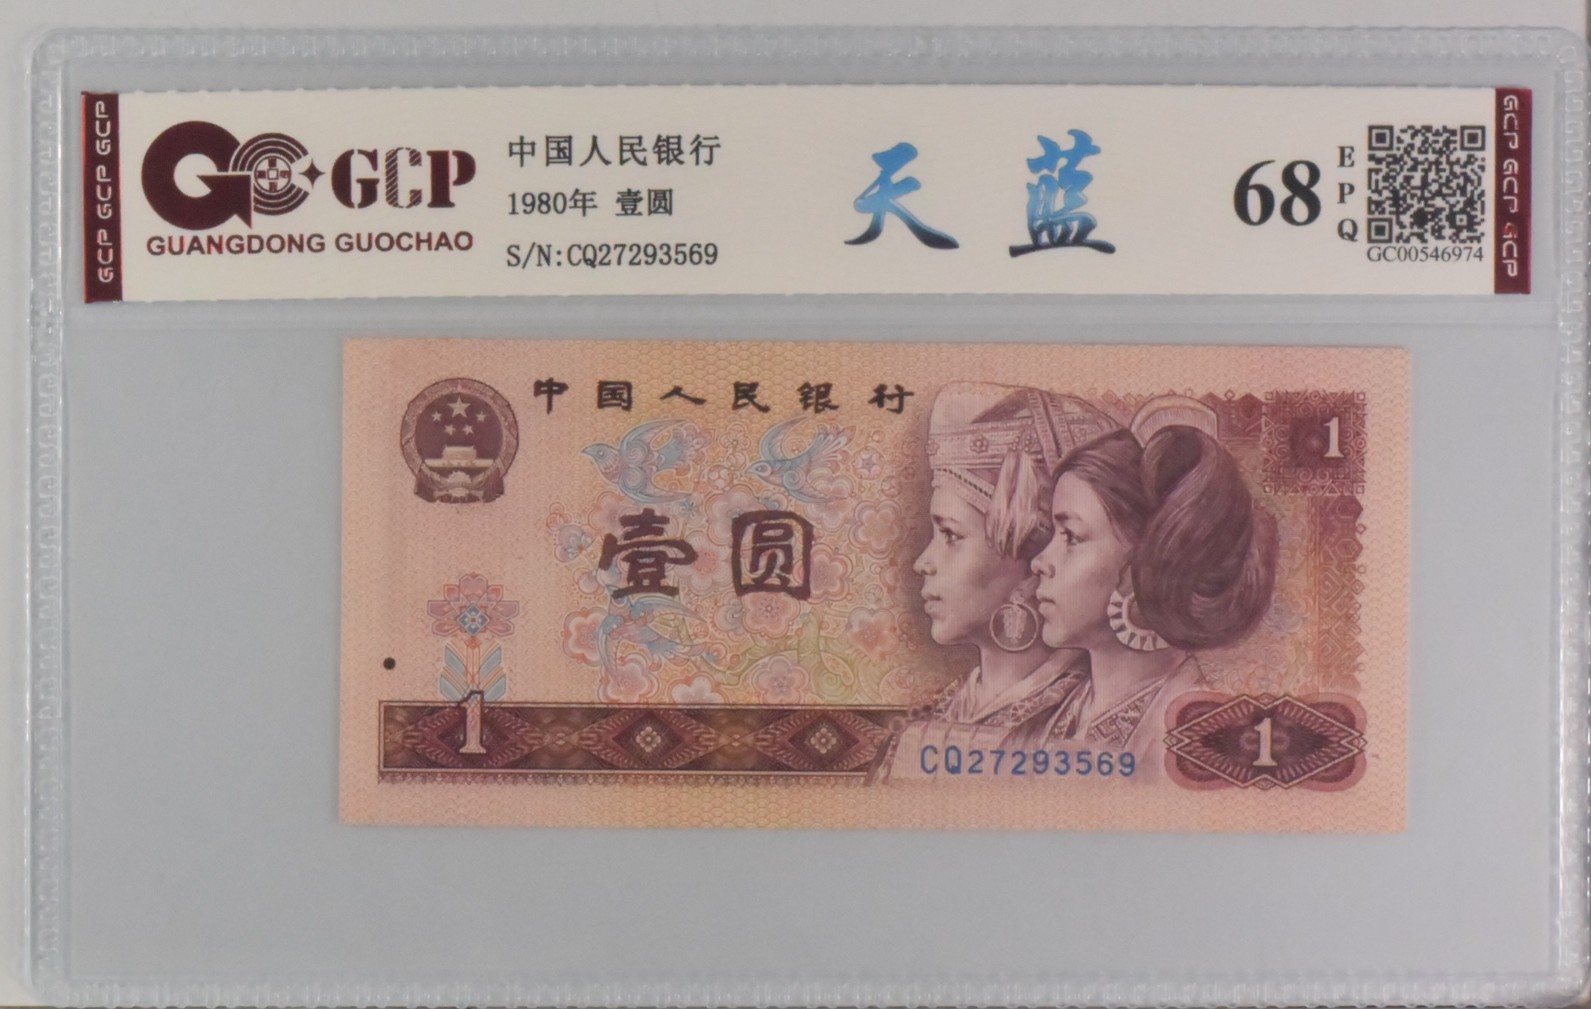 GCP
GUANGDONG GUOCHAO
中国人民银行
1980年 壹圆
S/N:CQ27293569
天蓝
68
EPQ
GC00546974
GCP GCP GCP
GCP GCP GCP
中国人民银行
1
壹圆
1
CQ27293569
1